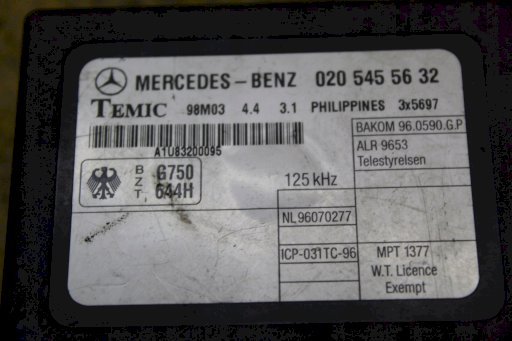 MERCEDES-BENZ 020 545 56 32
TEMIC 98M03 4.4 3.1 PHILIPPINES 3x5697
A1U83200095
BAKOM 96.0590.G.P
ALR 9653
Telestyrelsen
BZT G750
644H
125 kHz
NL96070277
ICP-031TC-96
MPT 1377
W.T. Licence
Exempt